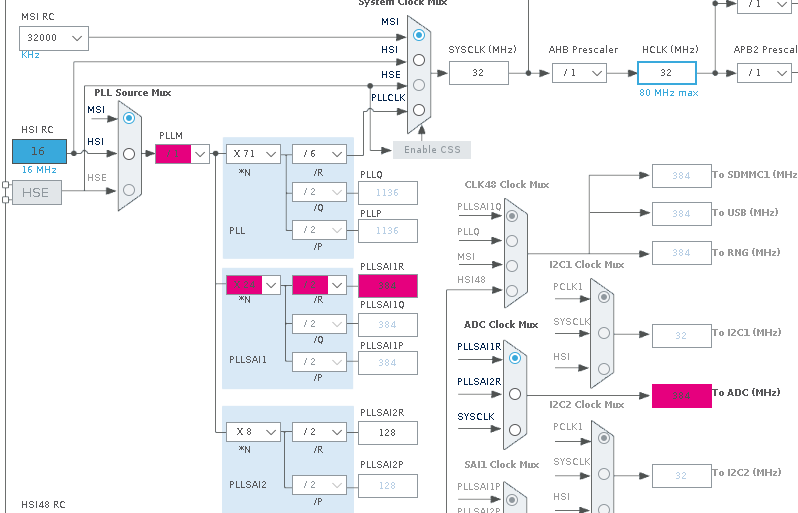 System Clock Mux
MSI RC
32000
KHz
MSI
HSI
HSE
PLLCLK
SYSCLK (MHz)
32
AHB Prescaler
/ 1
HCLK (MHz)
32
80 MHz max
/ 1
APB2 Prescal
/ 1
Enable CSS
PLL Source Mux
MSI
HSI
HSE
HSI RC
16
16 MHz
HSE
PLLM
X 71
*N
/ 6
/R
PLLQ
/ 2
1136
/Q
PLLP
/ 2
1136
/P
PLL
PLLSAI1R
*N
/R
PLLSAI1Q
/ 2
384
/Q
PLLSAI1P
/ 2
384
/P
PLLSAI1
PLLSAI2R
X 8
/ 2
128
*N
/R
PLLSAI2P
/ 2
128
/P
PLLSAI2
HSI48 RC
CLK48 Clock Mux
PLLSAI1Q
PLLQ
MSI
HSI48
384
To SDMMC1 (MHz
384
To USB (MHz)
384
To RNG (MHz)
I2C1 Clock Mux
PCLK1
SYSCLK
HSI
32
To I2C1 (MHz)
ADC Clock Mux
PLLSAI1R
PLLSAI2R
SYSCLK
To ADC (MHz)
I2C2 Clock Mux
PCLK1
SYSCLK
HSI
32
To I2C2 (MHz)
SAI1 Clock Mux
PLLSAI1P
PLLSAI2P